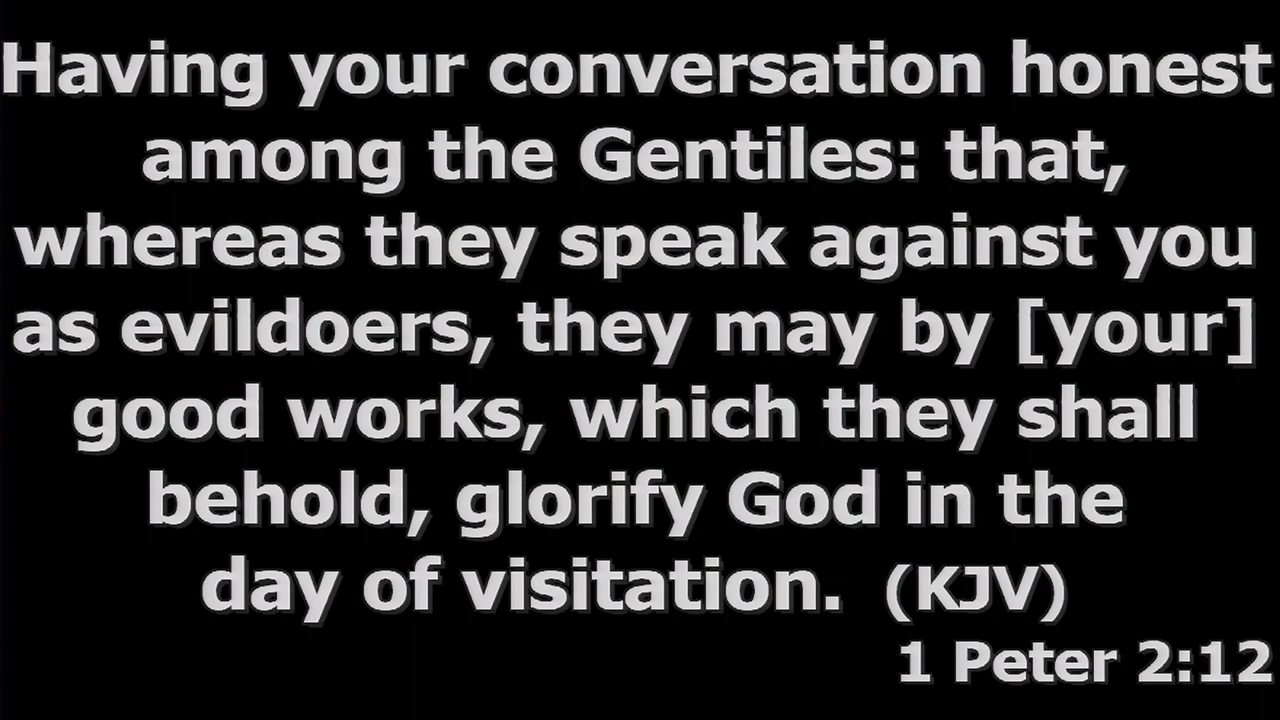 Having your conversation honest
among the Gentiles: that,
whereas they speak against you
as evildoers, they may by [your]
good works, which they shall
behold, glorify God in the
day of visitation. (KJV)
1 Peter 2:12